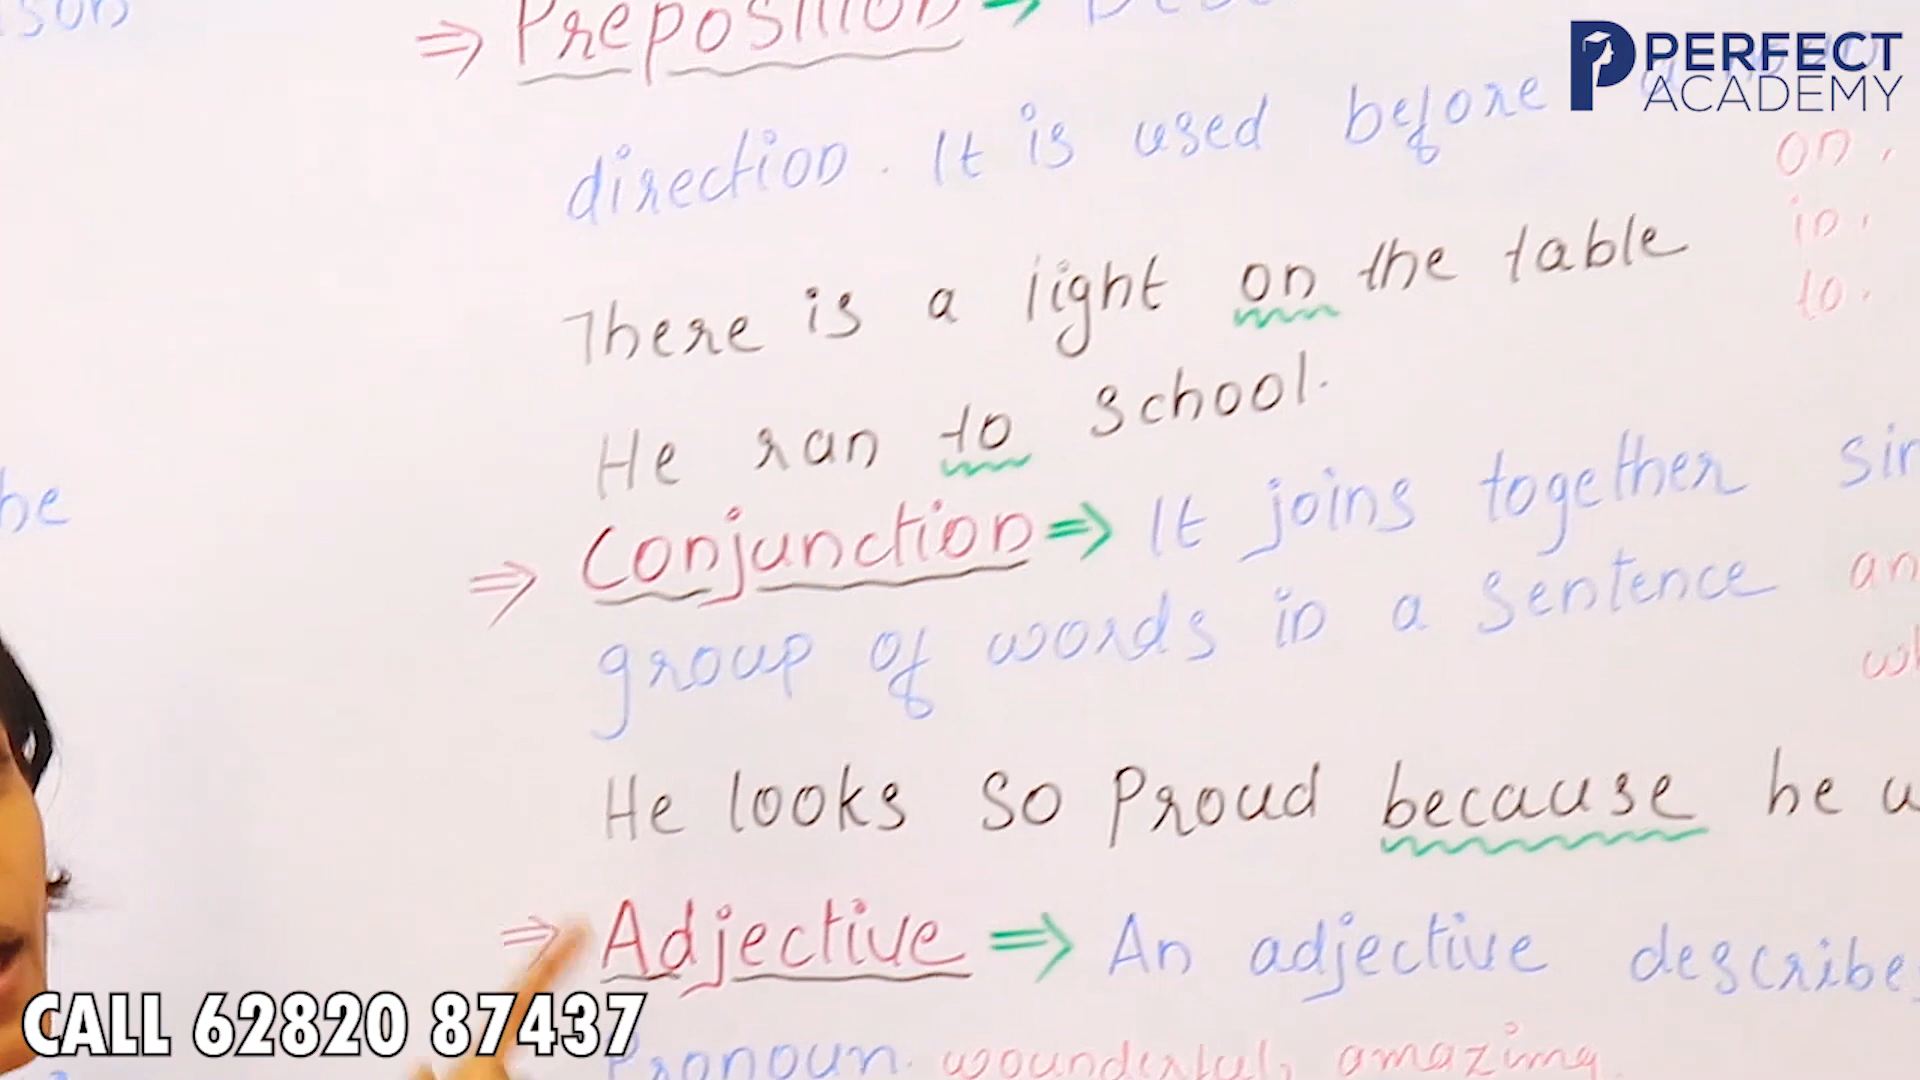 ⇒ Preposition ⇒
PERFECT
ACADEMY
direction. It is used before a
on,
in,
There is a light on the table
to.
He ran to School.
⇒ Conjunction ⇒ It joins together
he
group of words in a sentence
He looks so Proud because he
⇒ Adjective ⇒ An adjective describe
CALL 62820 87437
Pronoun. wounderful, amazing.